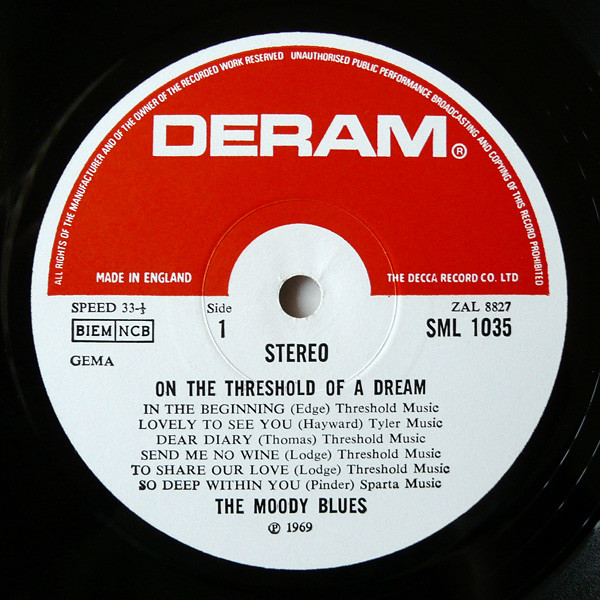 ALL RIGHTS OF THE MANUFACTURER AND OF THE OWNER OF THE RECORDED WORK RESERVED UNAUTHORISED PUBLIC PERFORMANCE BROADCASTING AND COPYING OF THIS RECORD PROHIBITED
DERAM®
MADE IN ENGLAND THE DECCA RECORD CO. LTD
SPEED 33-⅓ Side ZAL 8827
BIEM NCB 1 SML 1035
GEMA STEREO
ON THE THRESHOLD OF A DREAM
IN THE BEGINNING (Edge) Threshold Music
LOVELY TO SEE YOU (Hayward) Tyler Music
DEAR DIARY (Thomas) Threshold Music
SEND ME NO WINE (Lodge) Threshold Music
TO SHARE OUR LOVE (Lodge) Threshold Music
SO DEEP WITHIN YOU (Pinder) Sparta Music
THE MOODY BLUES
℗ 1969